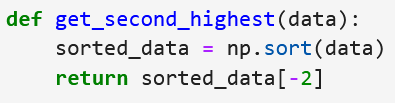 def get_second_highest(data):
    sorted_data = np.sort(data)
    return sorted_data[-2]